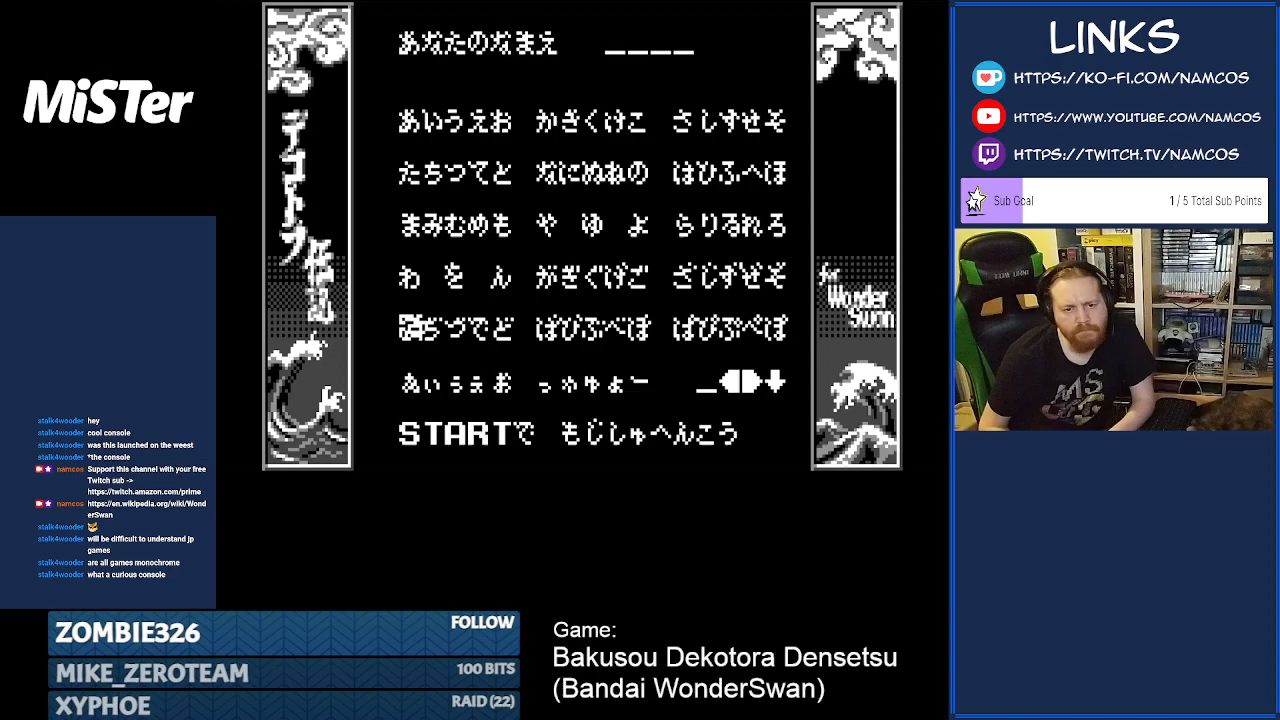 MiSTer
デコトラ伝説
あなたのなまえ ____
あいうえお かきくけこ さしすせそ
たちつてと なにぬねの はひふへほ
まみむめも や ゆ よ らりるれろ
わ を ん がぎぐげご ざじずぜぞ
だぢづでど ばびぶべぼ ぱぴぷぺぽ
ぁぃぅぇぉ っゃゅょー _
STARTで もじしゅへんこう
for
Wonder
Swan
LINKS
HTTPS://KO-FI.COM/NAMCOS
HTTPS://WWW.YOUTUBE.COM/NAMCOS
HTTPS://TWITCH.TV/NAMCOS
Sub Goal 1 / 5 Total Sub Points
stalk4wooder hey
stalk4wooder cool console
stalk4wooder was this launched on the weest
stalk4wooder *the console
namcos Support this channel with your free
Twitch sub ->
https://twitch.amazon.com/prime
namcos https://en.wikipedia.org/wiki/Wond
erSwan
stalk4wooder
stalk4wooder will be difficult to understand jp
games
stalk4wooder are all games monochrome
stalk4wooder what a curious console
ZOMBIE326 FOLLOW
MIKE_ZEROTEAM 100 BITS
XYPHOE RAID (22)
Game:
Bakusou Dekotora Densetsu
(Bandai WonderSwan)